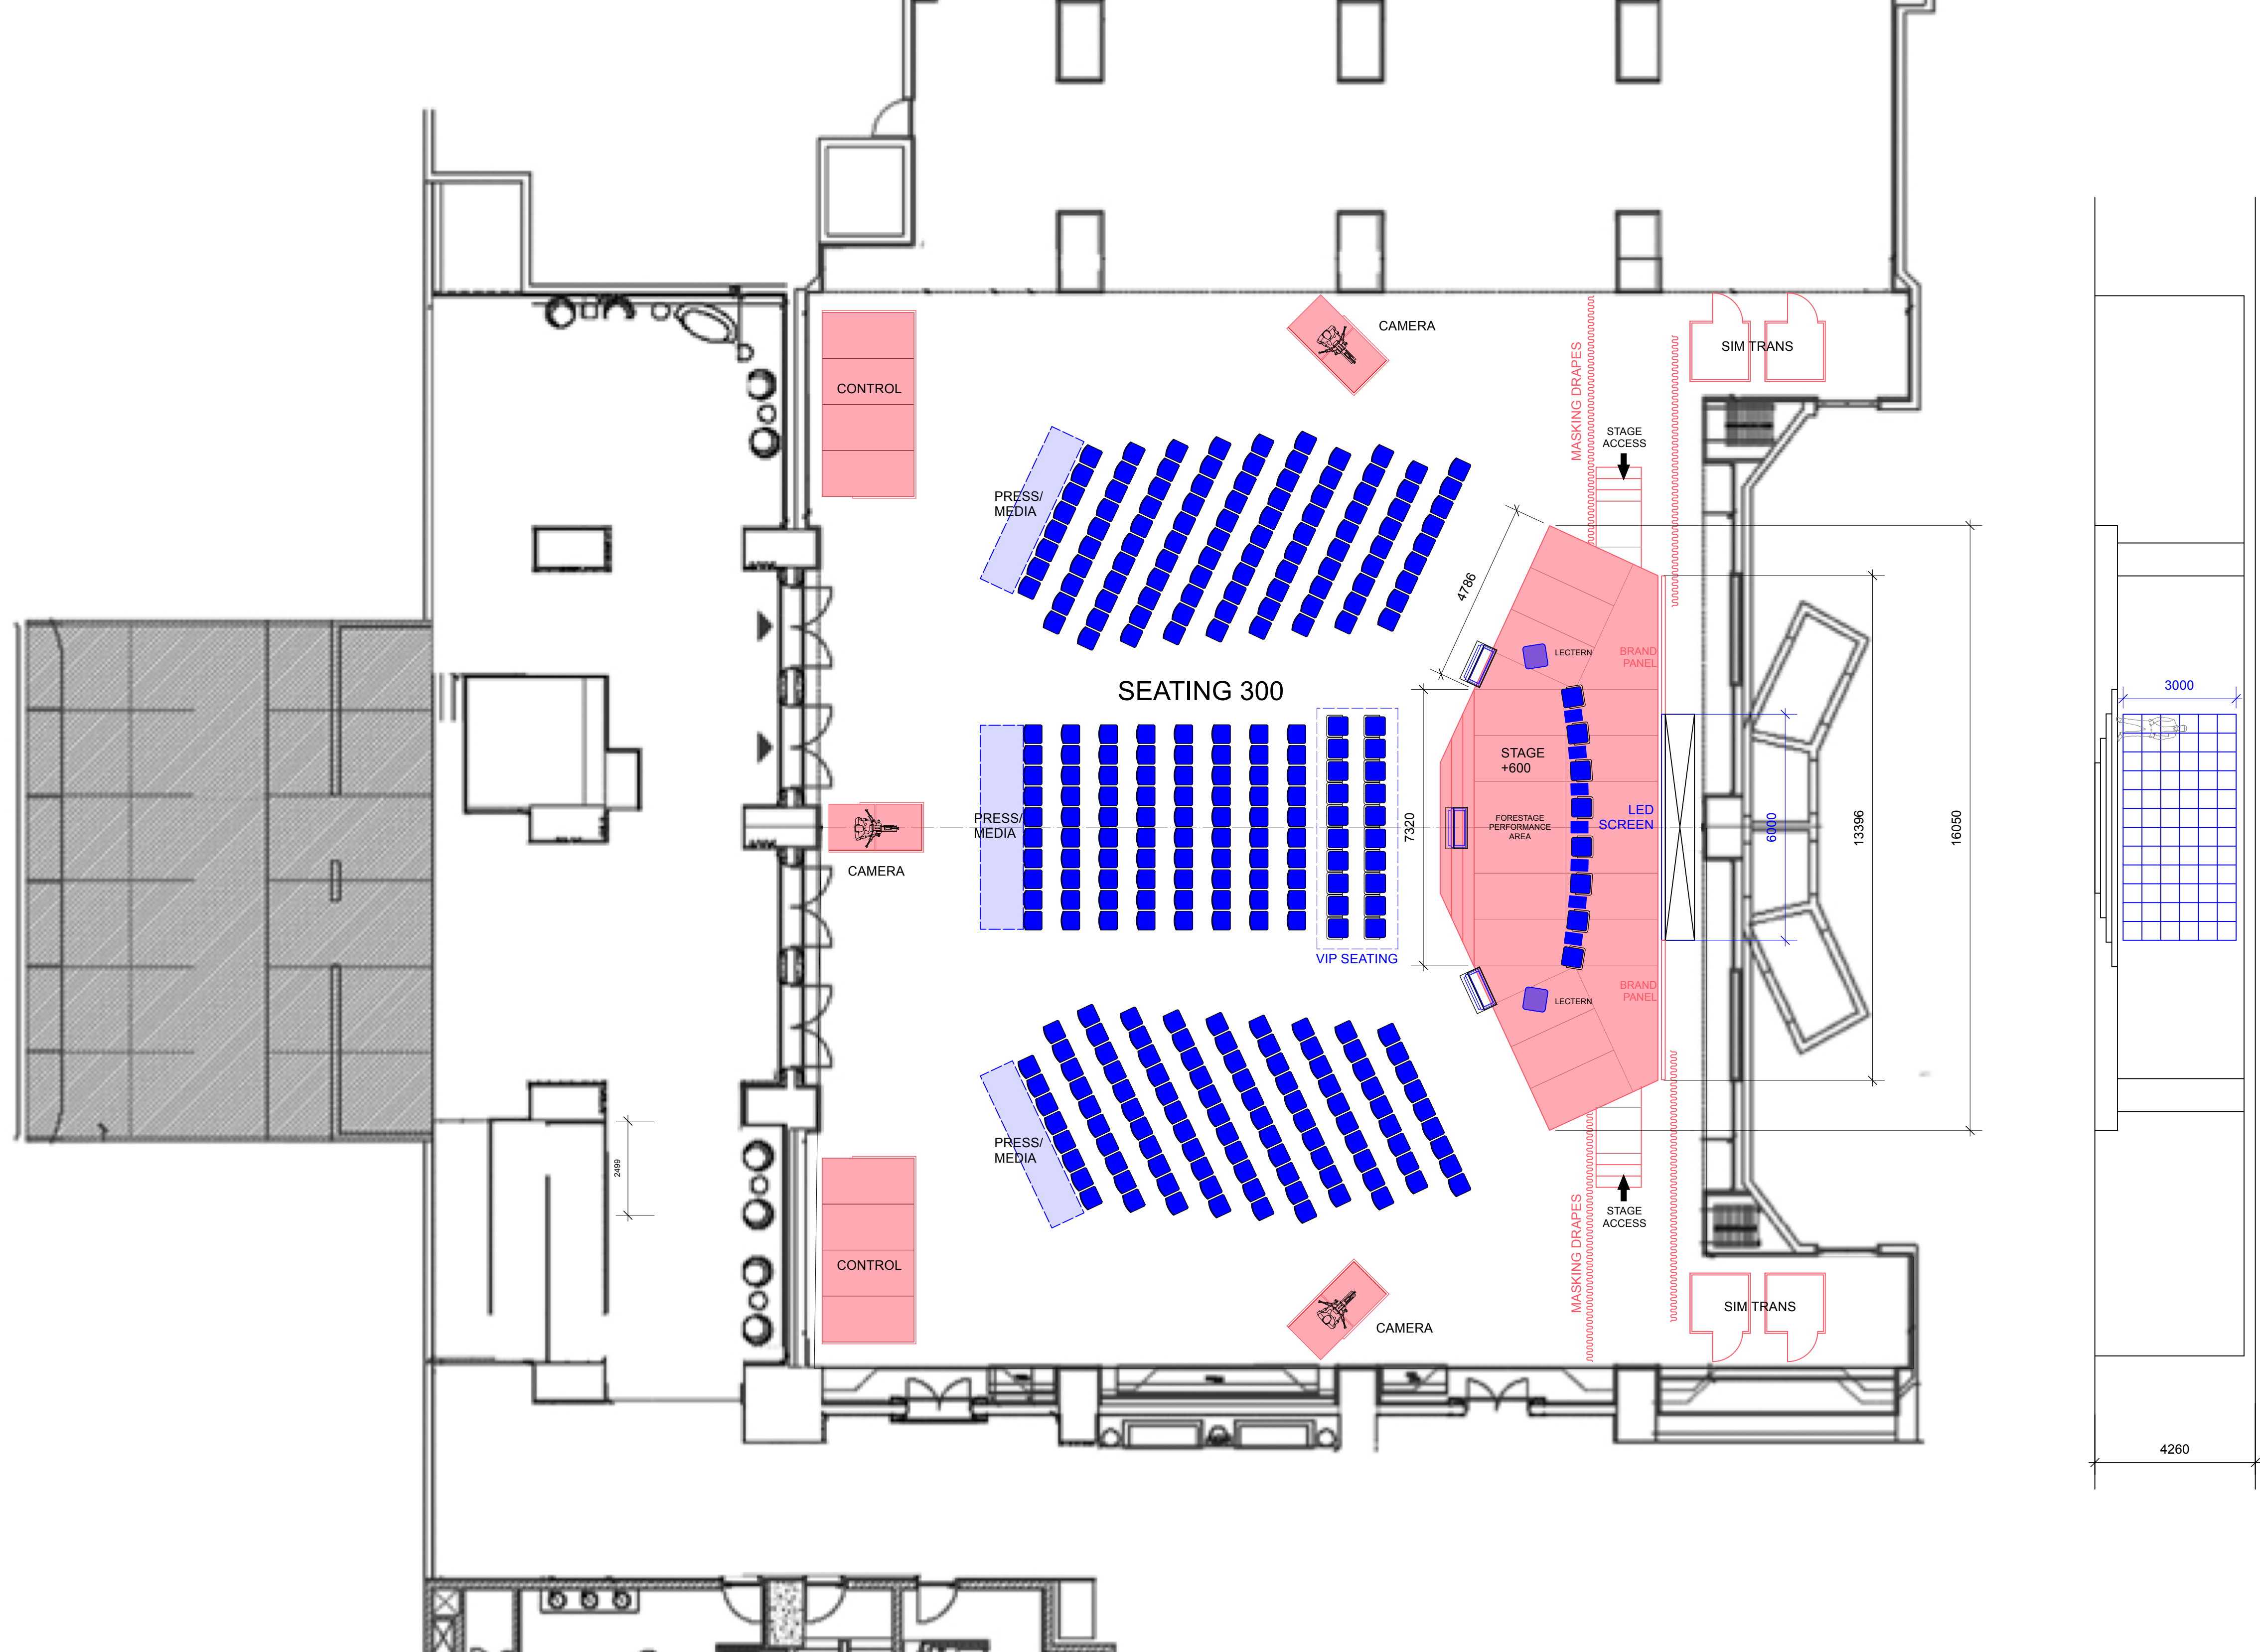 CAMERA
CONTROL
MASKING DRAPES
SIM TRANS
STAGE
ACCESS
PRESS/
MEDIA
4786
LECTERN
BRAND
PANEL
SEATING 300
3000
STAGE
+600
LED
SCREEN
FORESTAGE
PERFORMANCE
AREA
7320
6000
13396
16050
PRESS/
MEDIA
CAMERA
VIP SEATING
BRAND
PANEL
LECTERN
PRESS/
MEDIA
2499
STAGE
ACCESS
MASKING DRAPES
CONTROL
SIM TRANS
CAMERA
4260